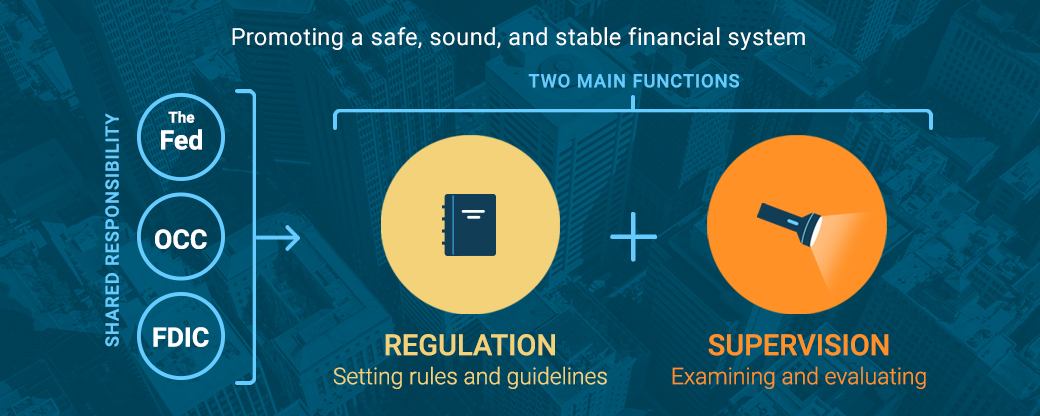 Promoting a safe, sound, and stable financial system
TWO MAIN FUNCTIONS
SHARED RESPONSIBILITY
The
Fed
OCC
FDIC
REGULATION
Setting rules and guidelines
SUPERVISION
Examining and evaluating